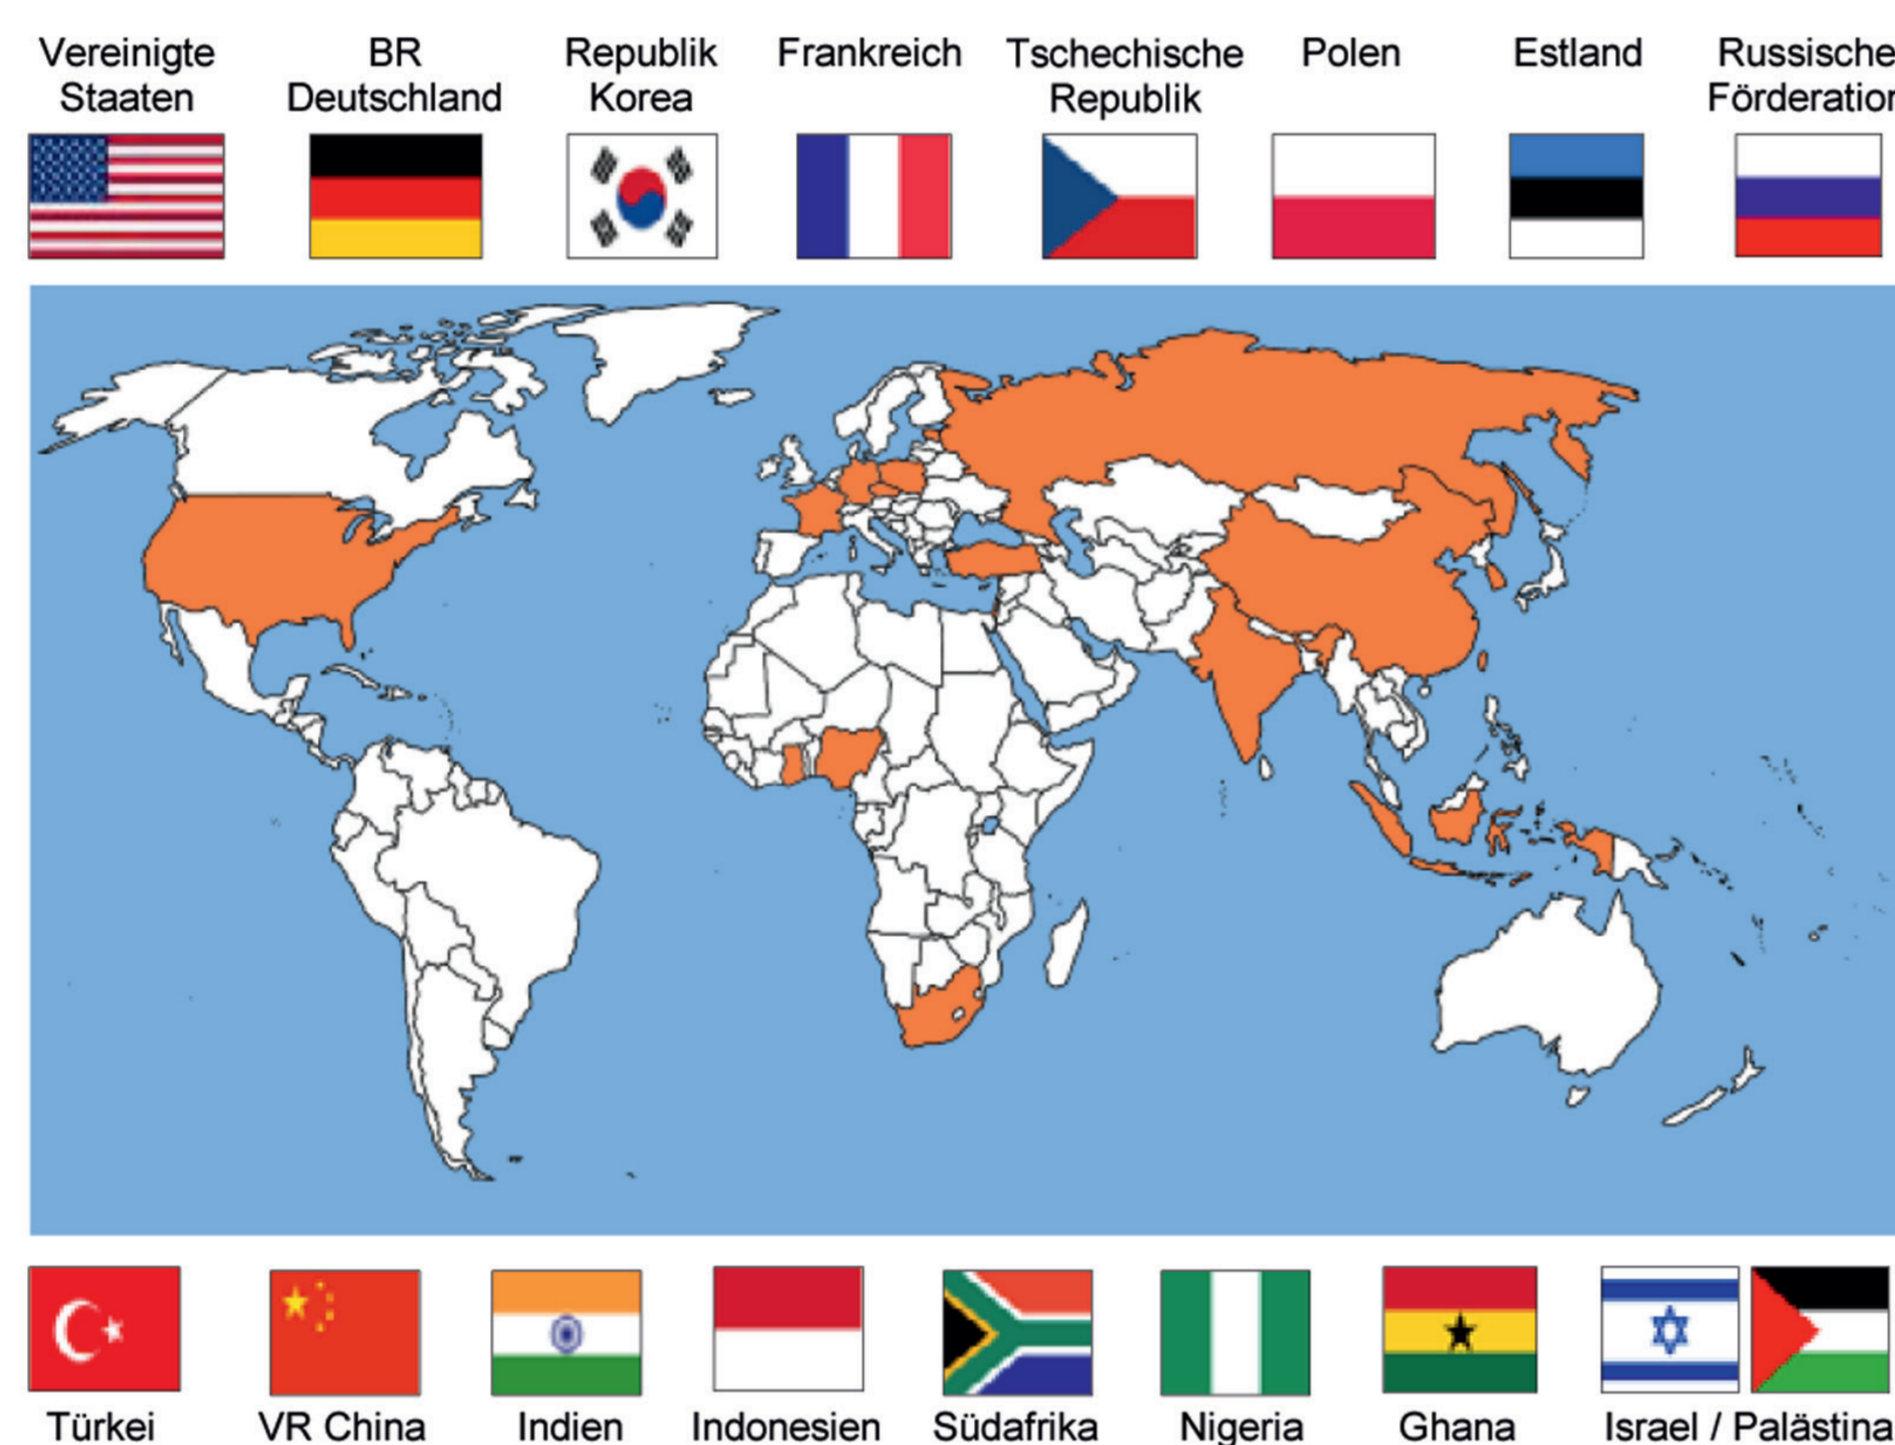 Vereinigte
Staaten
BR
Deutschland
Republik
Korea
Frankreich
Tschechische
Republik
Polen
Estland
Russische
Förderation
Türkei
VR China
Indien
Indonesien
Südafrika
Nigeria
Ghana
Israel / Palästina